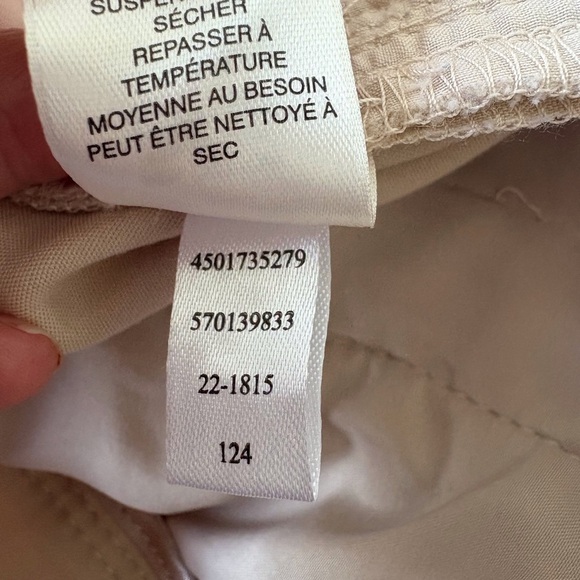 SÉCHER
REPASSER À
TEMPÉRATURE
MOYENNE AU BESOIN
PEUT ÊTRE NETTOYÉ À
SEC
4501735279
570139833
22-1815
124